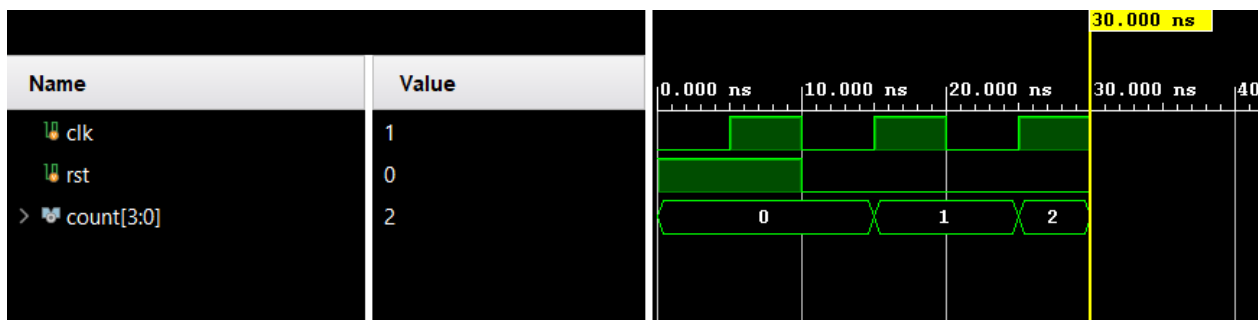 30.000 ns
Name Value 0.000 ns 10.000 ns 20.000 ns 30.000 ns 40
clk 1
rst 0
> count[3:0] 2 0 1 2